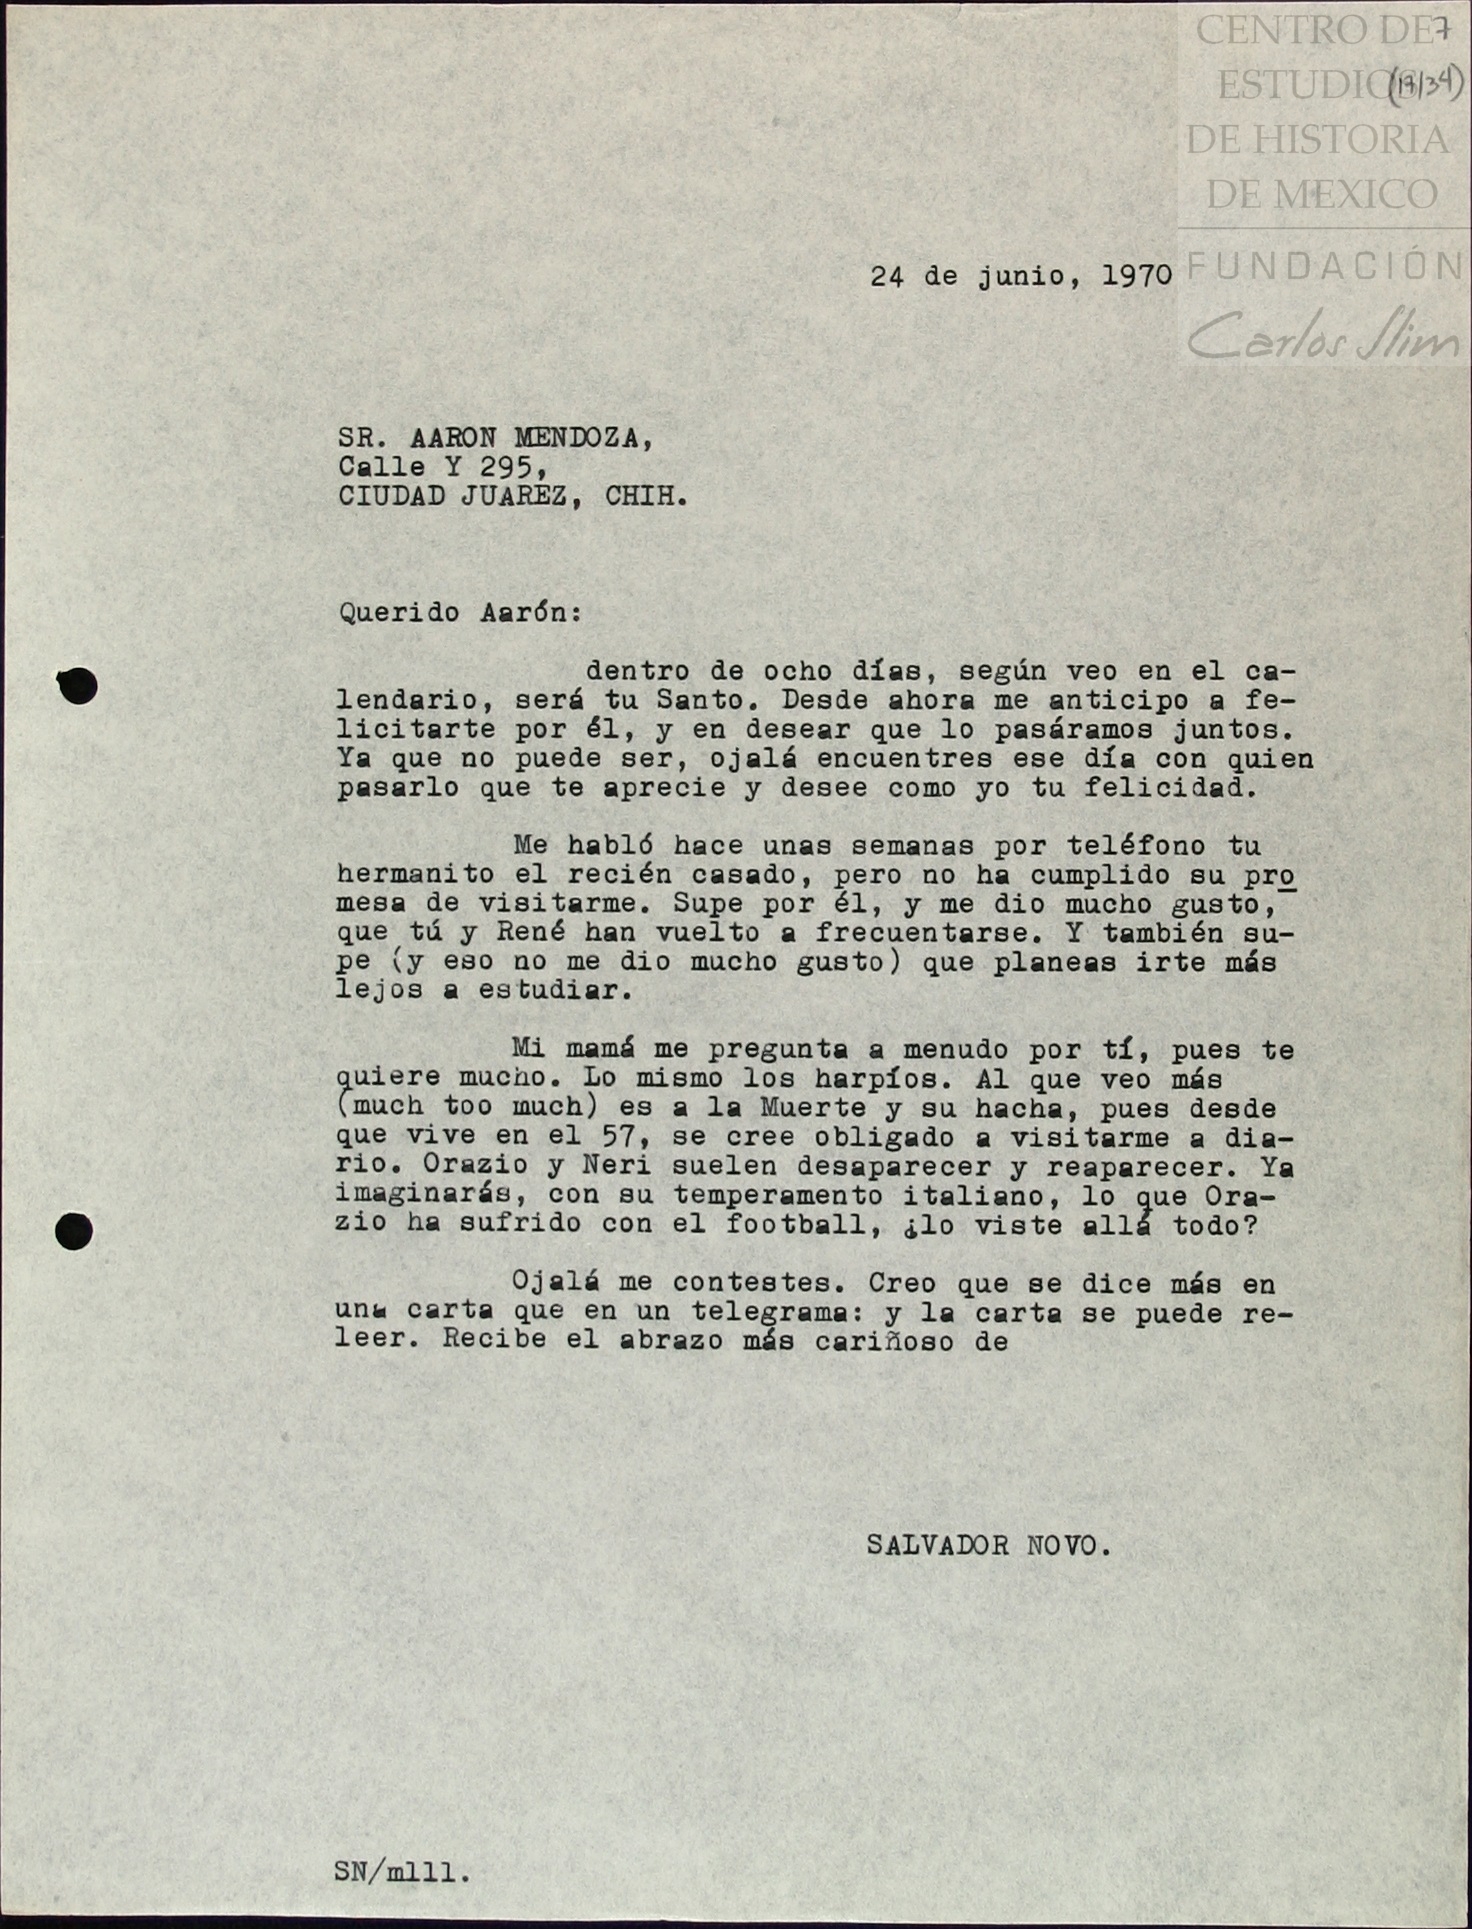 CENTRO DE
7
ESTUDIOS
(17/34)
DE HISTORIA
DE MEXICO
FUNDACIÓN
Carlos Slim
24 de junio, 1970
SR. AARON MENDOZA,
Calle Y 295,
CIUDAD JUAREZ, CHIH.
Querido Aarón:
dentro de ocho días, según veo en el ca-
lendario, será tu Santo. Desde ahora me anticipo a fe-
licitarte por él, y en desear que lo pasáramos juntos.
Ya que no puede ser, ojalá encuentres ese día con quien
pasarlo que te aprecie y desee como yo tu felicidad.
Me habló hace unas semanas por teléfono tu
hermanito el recién casado, pero no ha cumplido su pro
mesa de visitarme. Supe por él, y me dio mucho gusto,
que tú y René han vuelto a frecuentarse. Y también su-
pe (y eso no me dio mucho gusto) que planeas irte más
lejos a estudiar.
Mi mamá me pregunta a menudo por tí, pues te
quiere mucho. Lo mismo los harpíos. Al que veo más
(much too much) es a la Muerte y su hacha, pues desde
que vive en el 57, se cree obligado a visitarme a dia-
rio. Orazio y Neri suelen desaparecer y reaparecer. Ya
imaginarás, con su temperamento italiano, lo que Ora-
zio ha sufrido con el football, ¿lo viste allá todo?
Ojalá me contestes. Creo que se dice más en
una carta que en un telegrama: y la carta se puede re-
leer. Recibe el abrazo más cariñoso de
SALVADOR NOVO.
SN/mlll.